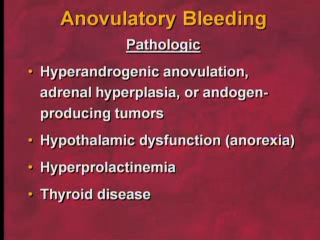 Anovulatory Bleeding
Pathologic
• Hyperandrogenic anovulation,
adrenal hyperplasia, or andogen-
producing tumors
• Hypothalamic dysfunction (anorexia)
• Hyperprolactinemia
• Thyroid disease